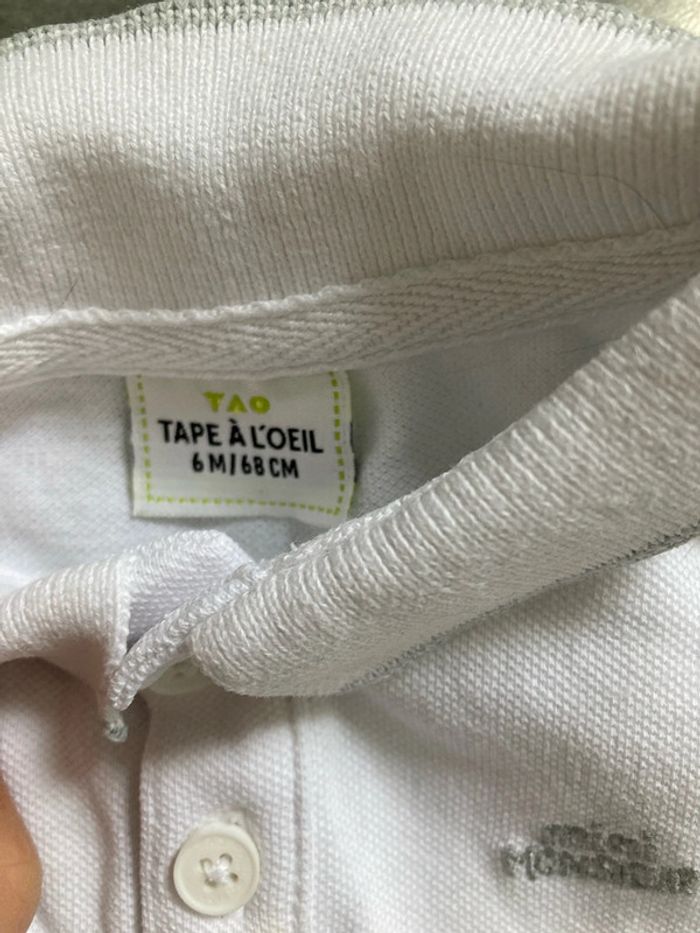 TAO
TAPE À L'OEIL
6M/68CM